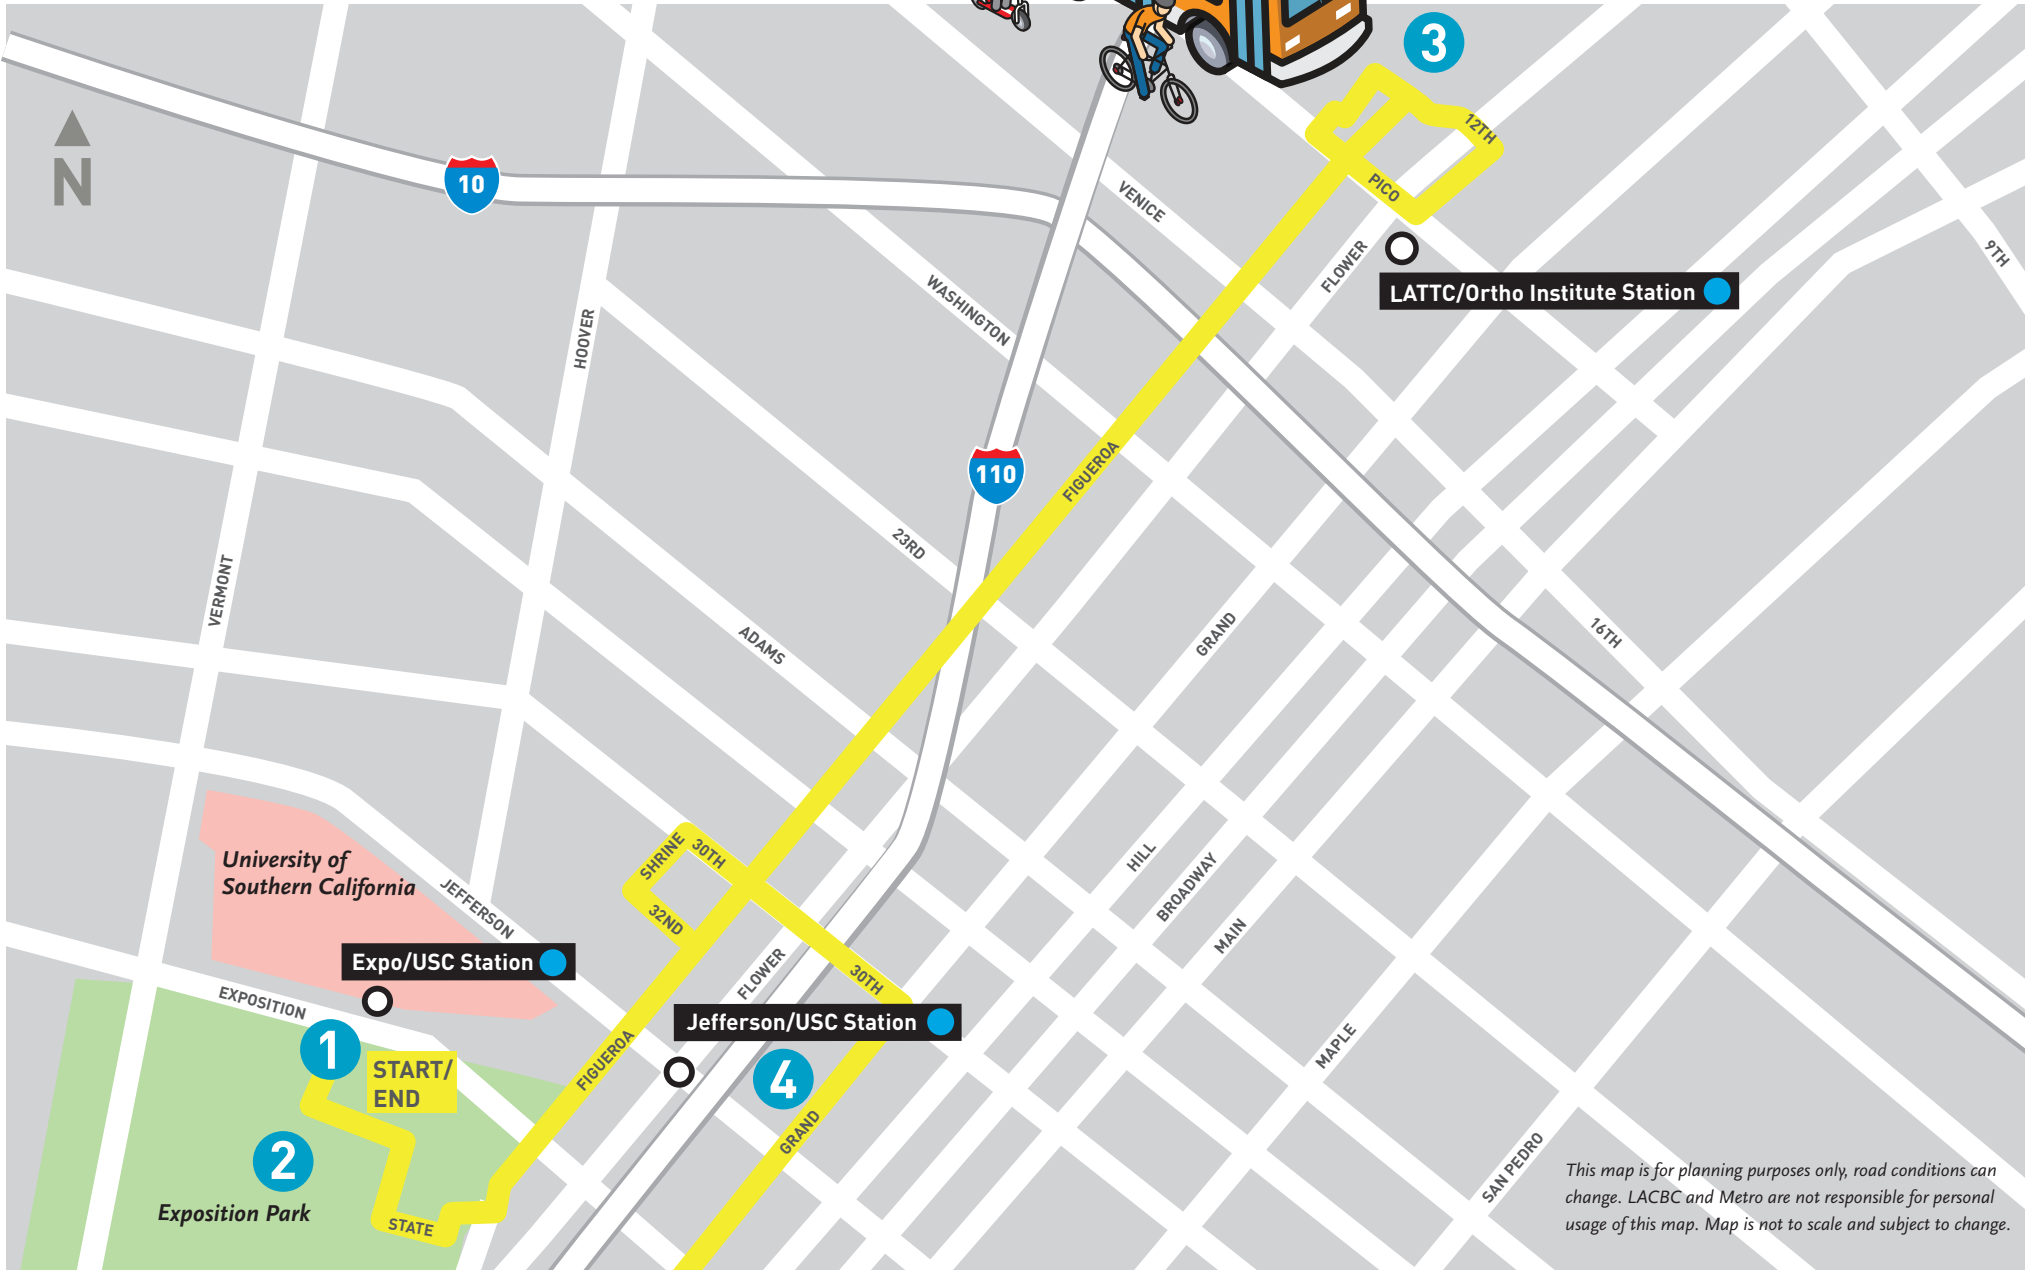 3
12TH
N
10
PICO
VENICE
FLOWER
9TH
LATTC/Ortho Institute Station
WASHINGTON
HOOVER
110
FIGUEROA
23RD
VERMONT
ADAMS
GRAND
16TH
SHRINE
30TH
University of
Southern California
JEFFERSON
32ND
HILL
BROADWAY
MAIN
Expo/USC Station
FLOWER
30TH
EXPOSITION
Jefferson/USC Station
1
START/
END
FIGUEROA
4
MAPLE
GRAND
2
SAN PEDRO
Exposition Park
STATE
This map is for planning purposes only, road conditions can
change. LACBC and Metro are not responsible for personal
usage of this map. Map is not to scale and subject to change.